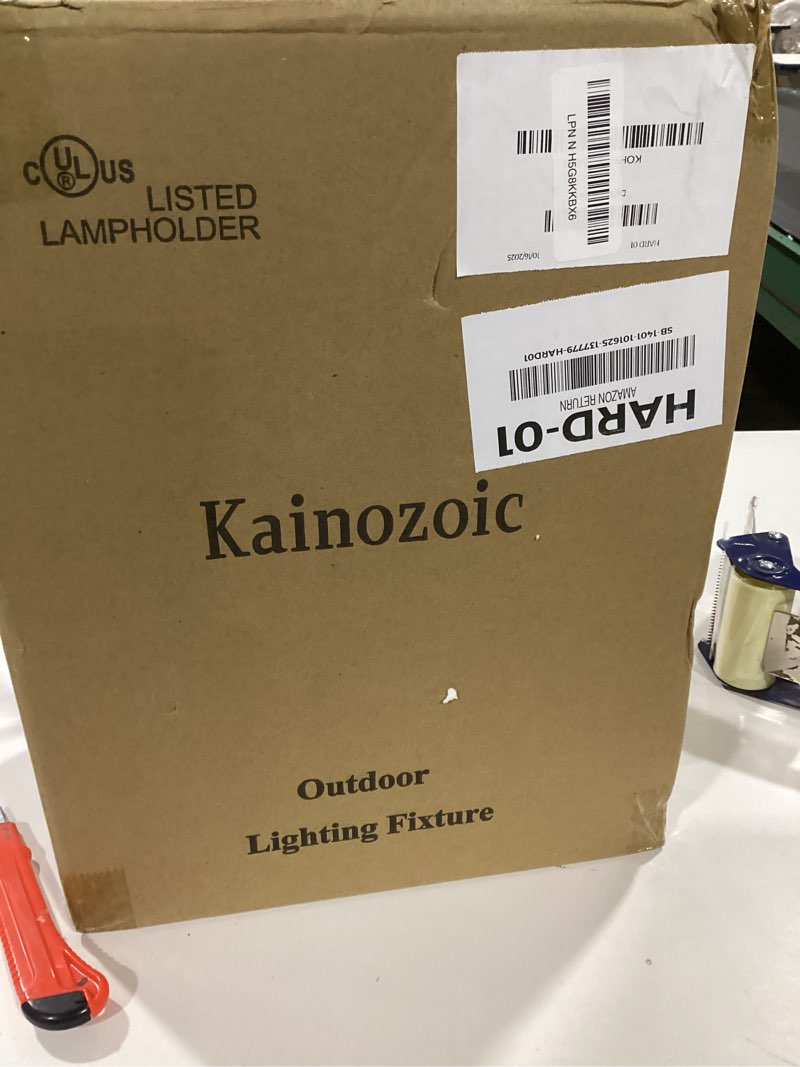 C UL US
®
LISTED
LAMPHOLDER
LPN N H5G8KKBX6
KOH
HARD 01
10/16/2025
SB-1401-101625-137779-HARD01
AMAZON RETURN
HARD-01
Kainozoic
Outdoor
Lighting Fixture